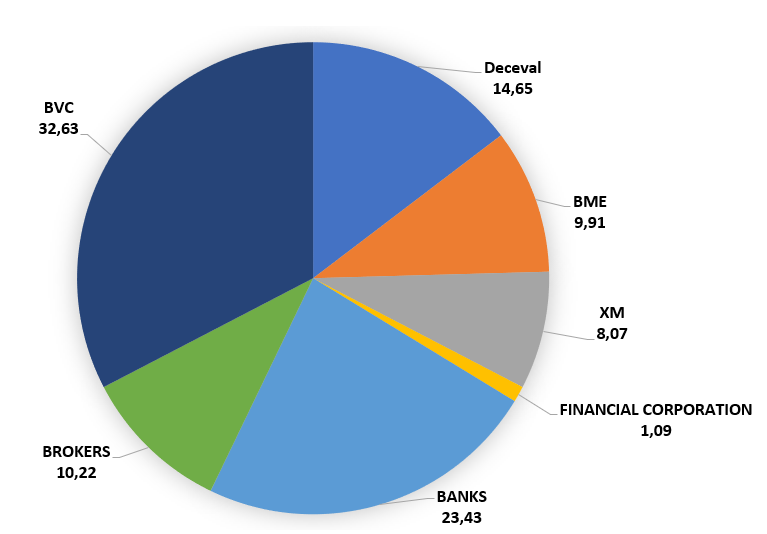 Deceval
14,65
BME
9,91
XM
8,07
FINANCIAL CORPORATION
1,09
BANKS
23,43
BROKERS
10,22
BVC
32,63